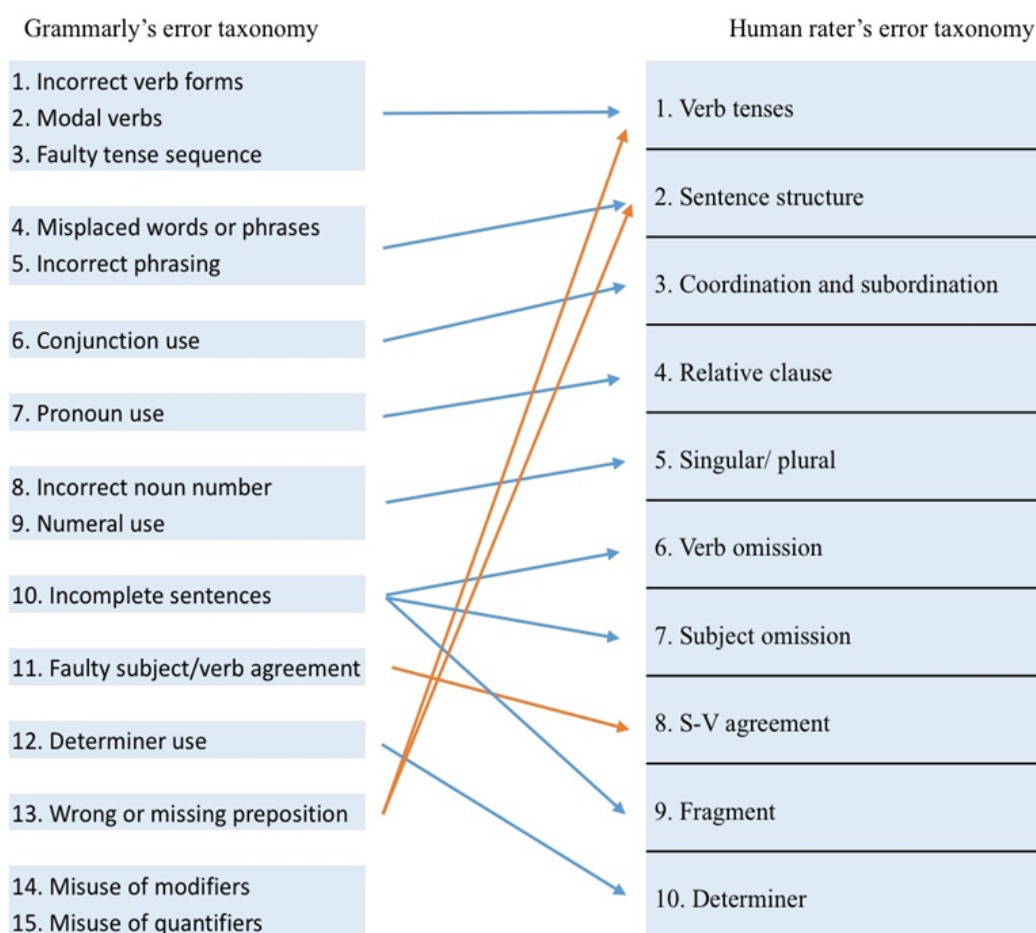 Grammarly's error taxonomy
1. Incorrect verb forms
2. Modal verbs
3. Faulty tense sequence
4. Misplaced words or phrases
5. Incorrect phrasing
6. Conjunction use
7. Pronoun use
8. Incorrect noun number
9. Numeral use
10. Incomplete sentences
11. Faulty subject/verb agreement
12. Determiner use
13. Wrong or missing preposition
14. Misuse of modifiers
15. Misuse of quantifiers
Human rater's error taxonomy
1. Verb tenses
2. Sentence structure
3. Coordination and subordination
4. Relative clause
5. Singular/ plural
6. Verb omission
7. Subject omission
8. S-V agreement
9. Fragment
10. Determiner